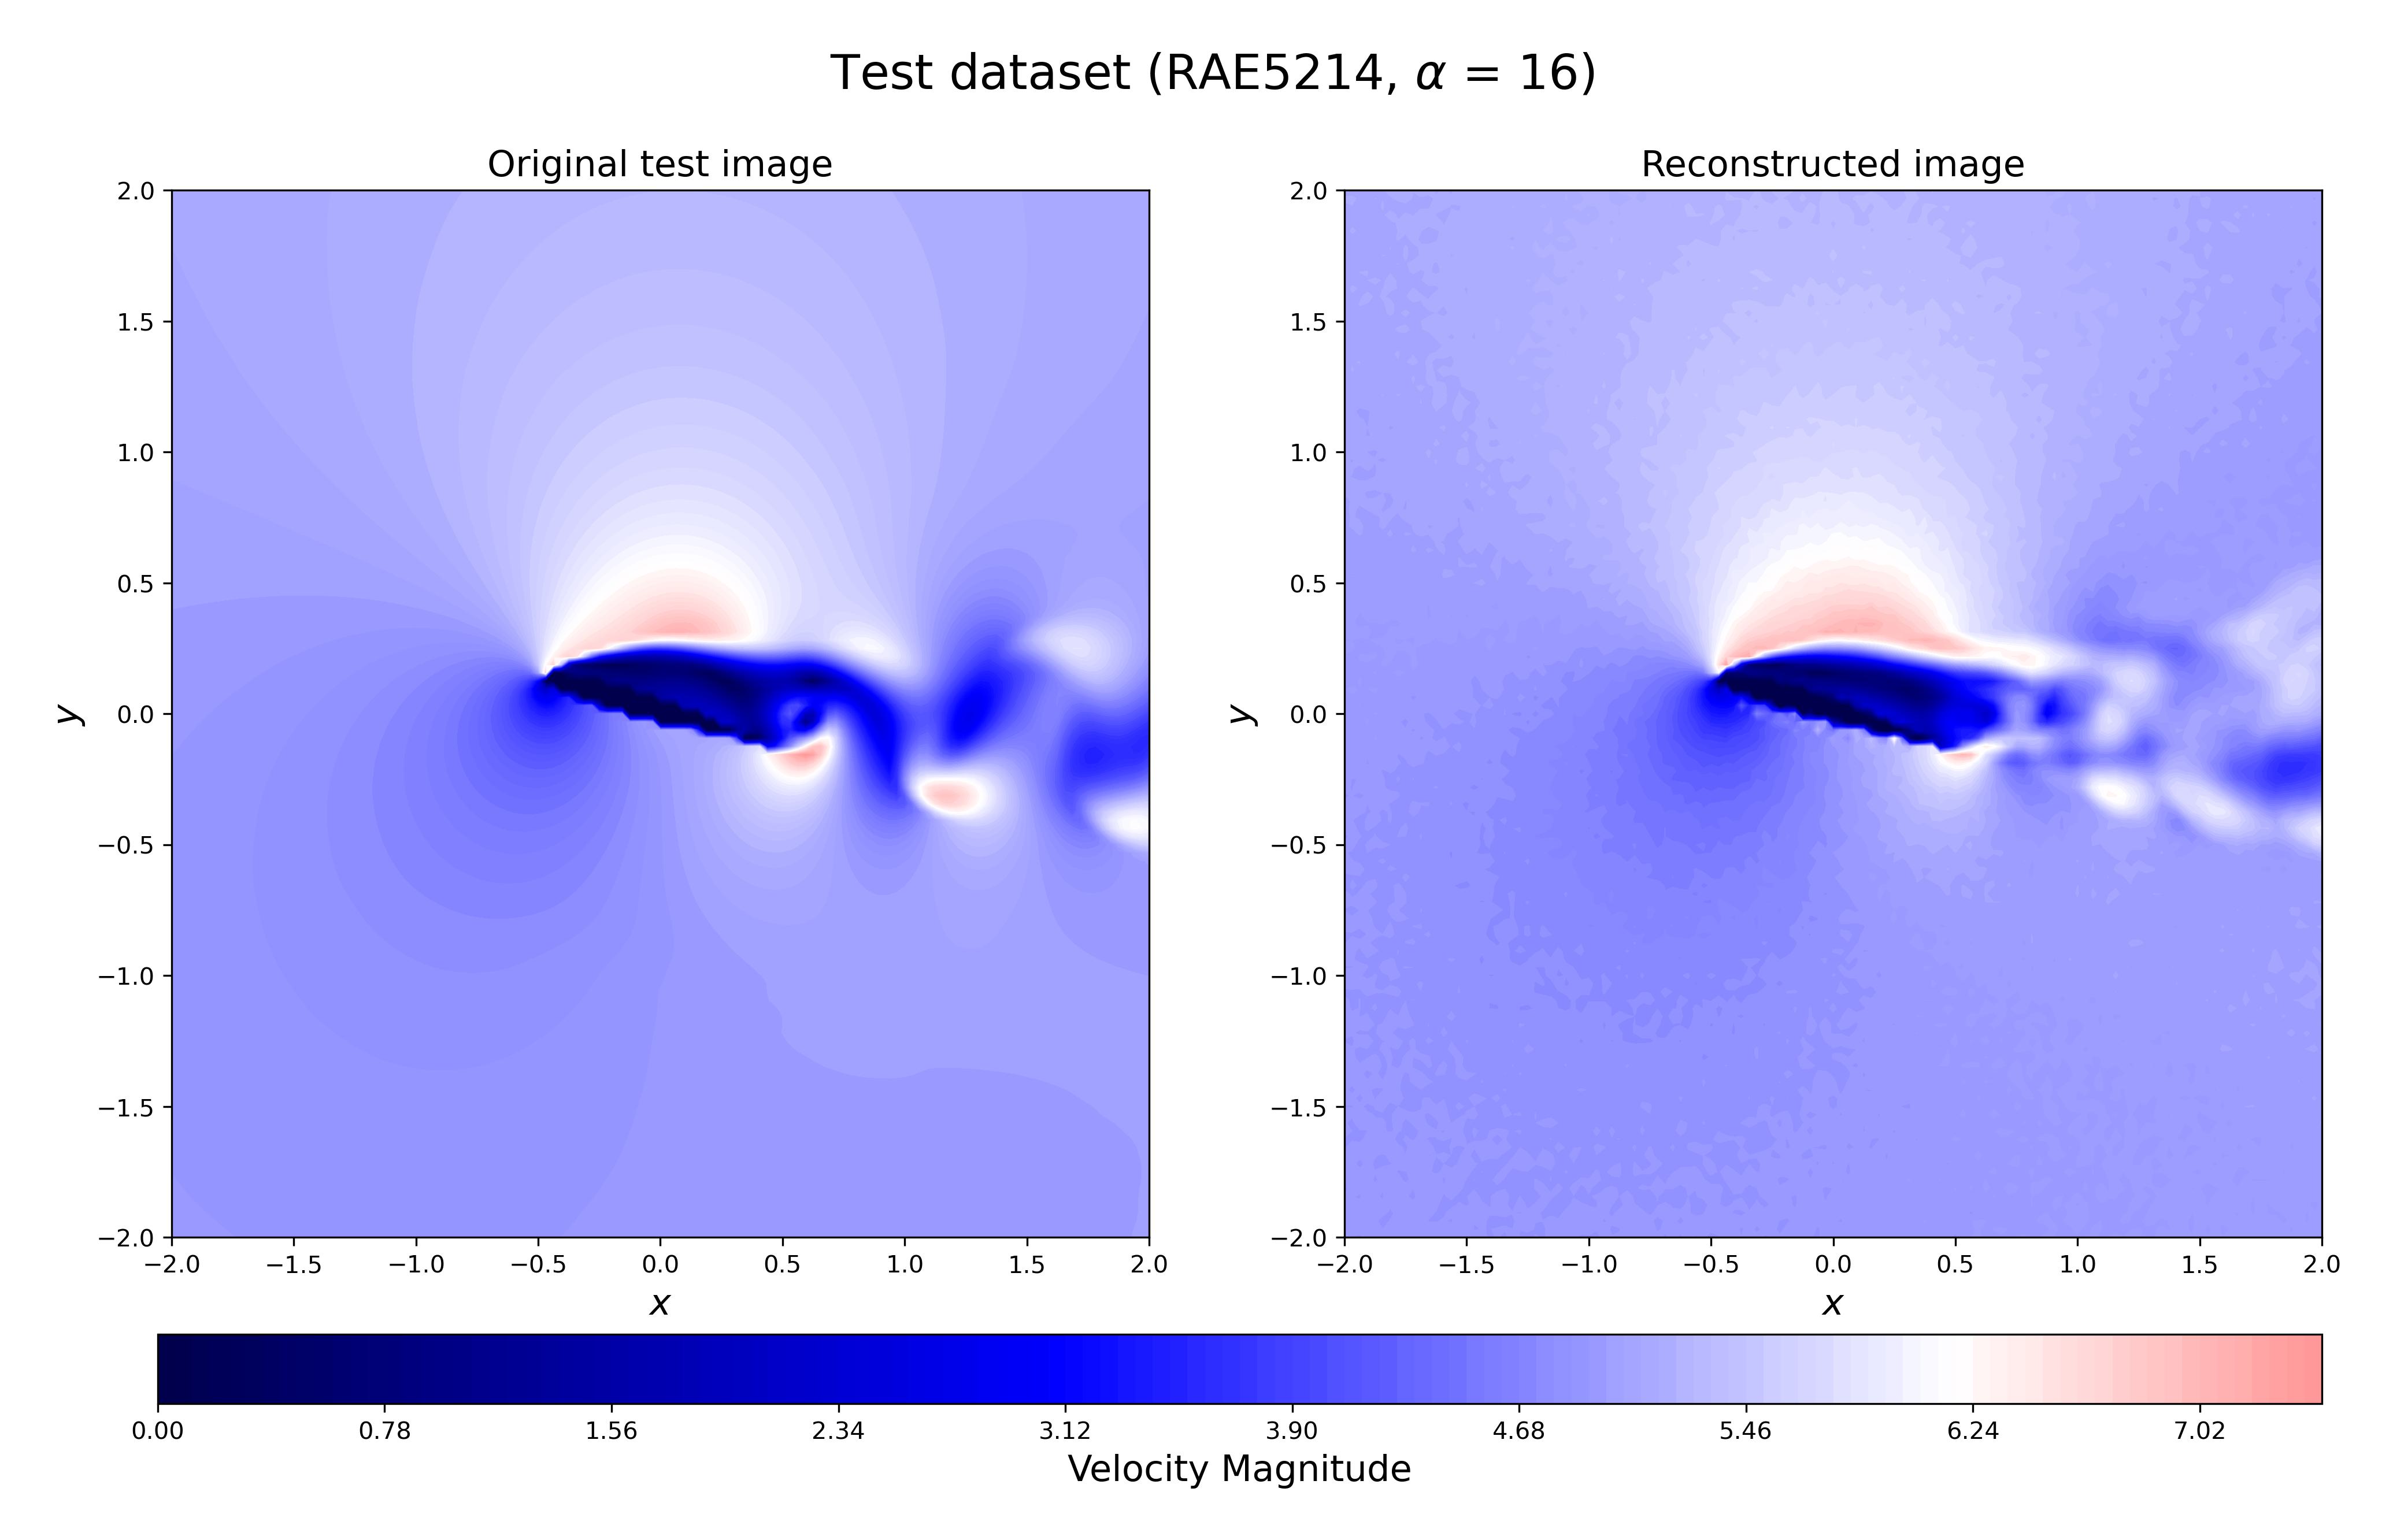 Test dataset (RAE5214, α = 16)
Original test image
Reconstructed image
2.0
1.5
1.0
0.5
0.0
−0.5
−1.0
−1.5
−2.0
y
−2.0 −1.5 −1.0 −0.5 0.0 0.5 1.0 1.5 2.0
x
2.0
1.5
1.0
0.5
0.0
−0.5
−1.0
−1.5
−2.0
y
−2.0 −1.5 −1.0 −0.5 0.0 0.5 1.0 1.5 2.0
x
0.00 0.78 1.56 2.34 3.12 3.90 4.68 5.46 6.24 7.02
Velocity Magnitude